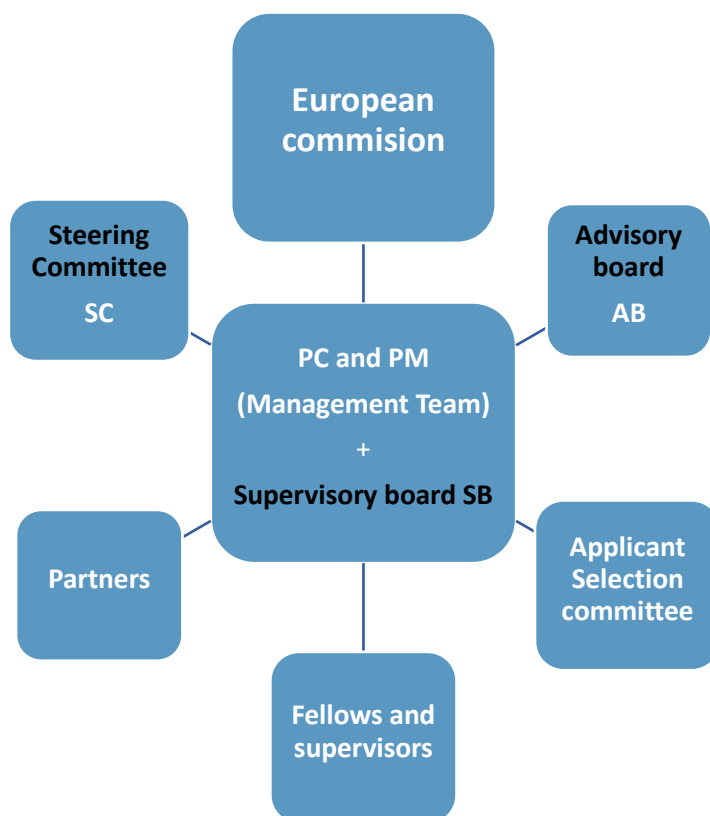 European
commision
Steering
Committee
SC
Advisory
board
AB
PC and PM
(Management Team)
+
Supervisory board SB
Partners
Applicant
Selection
committee
Fellows and
supervisors